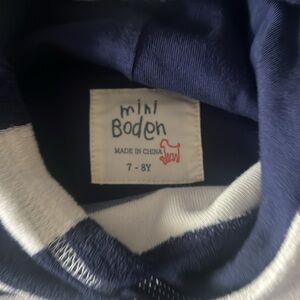 mini
Boden
MADE IN CHINA
7 - 8Y